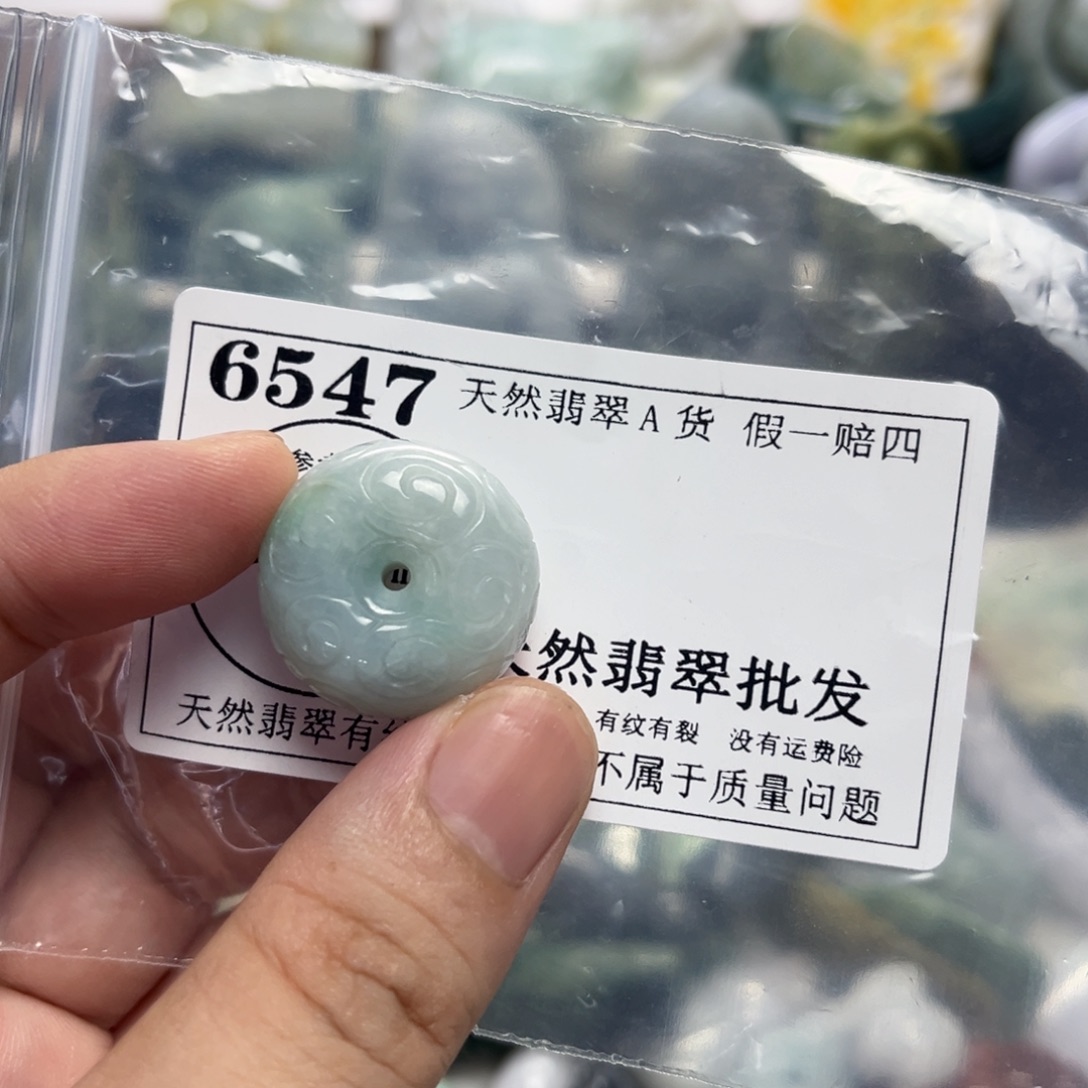 6547 天然翡翠A货 假一赔四
参
然翡翠批发
有纹有裂 没有运费险
天然翡翠有 不属于质量问题